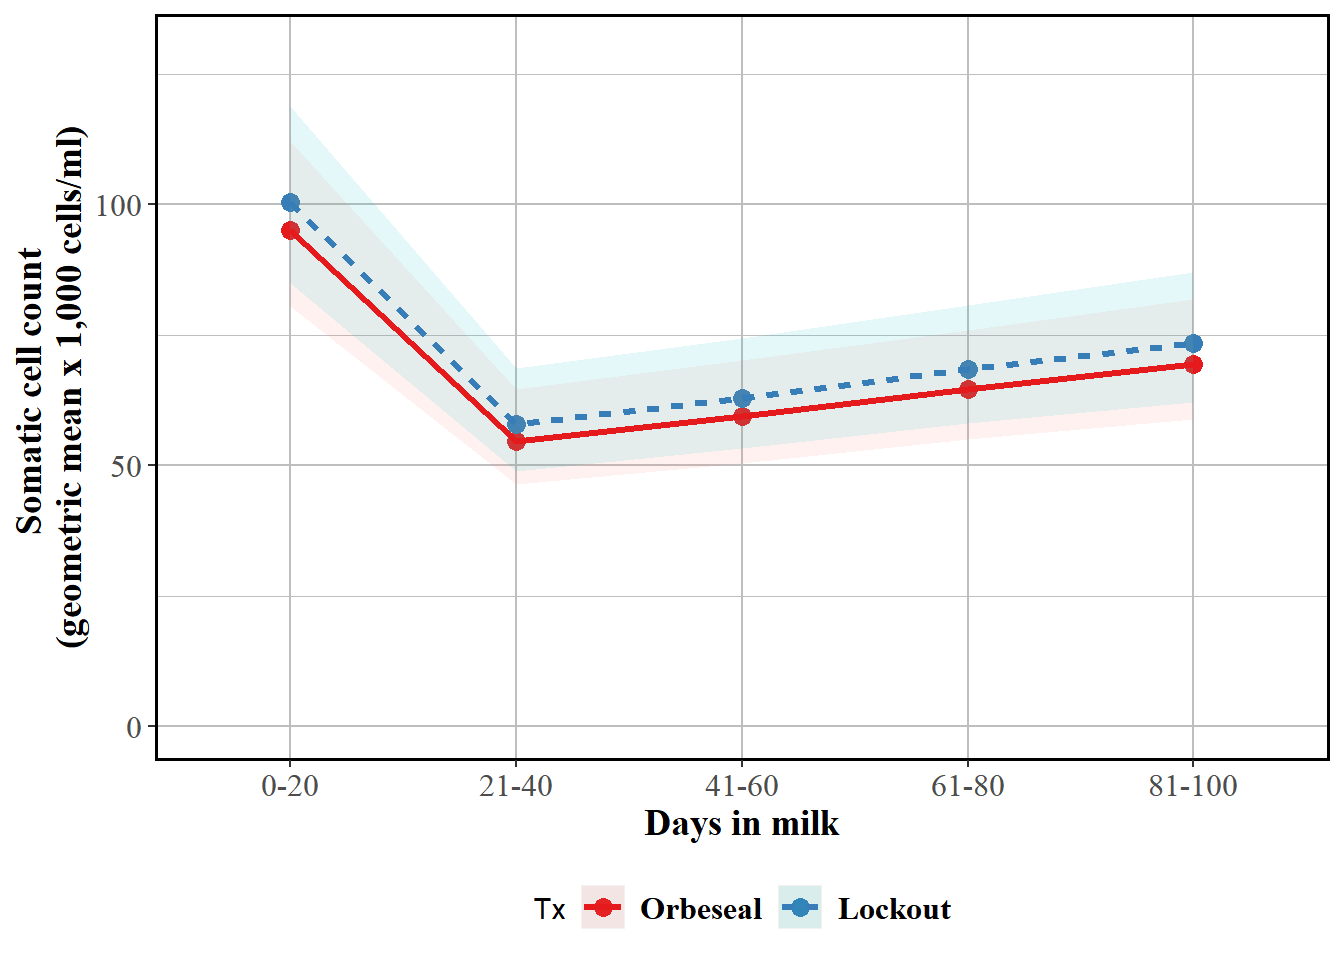 Somatic cell count
(geometric mean x 1,000 cells/ml)
100
50
0
0-20 21-40 41-60 61-80 81-100
Days in milk
Tx Orbeseal Lockout